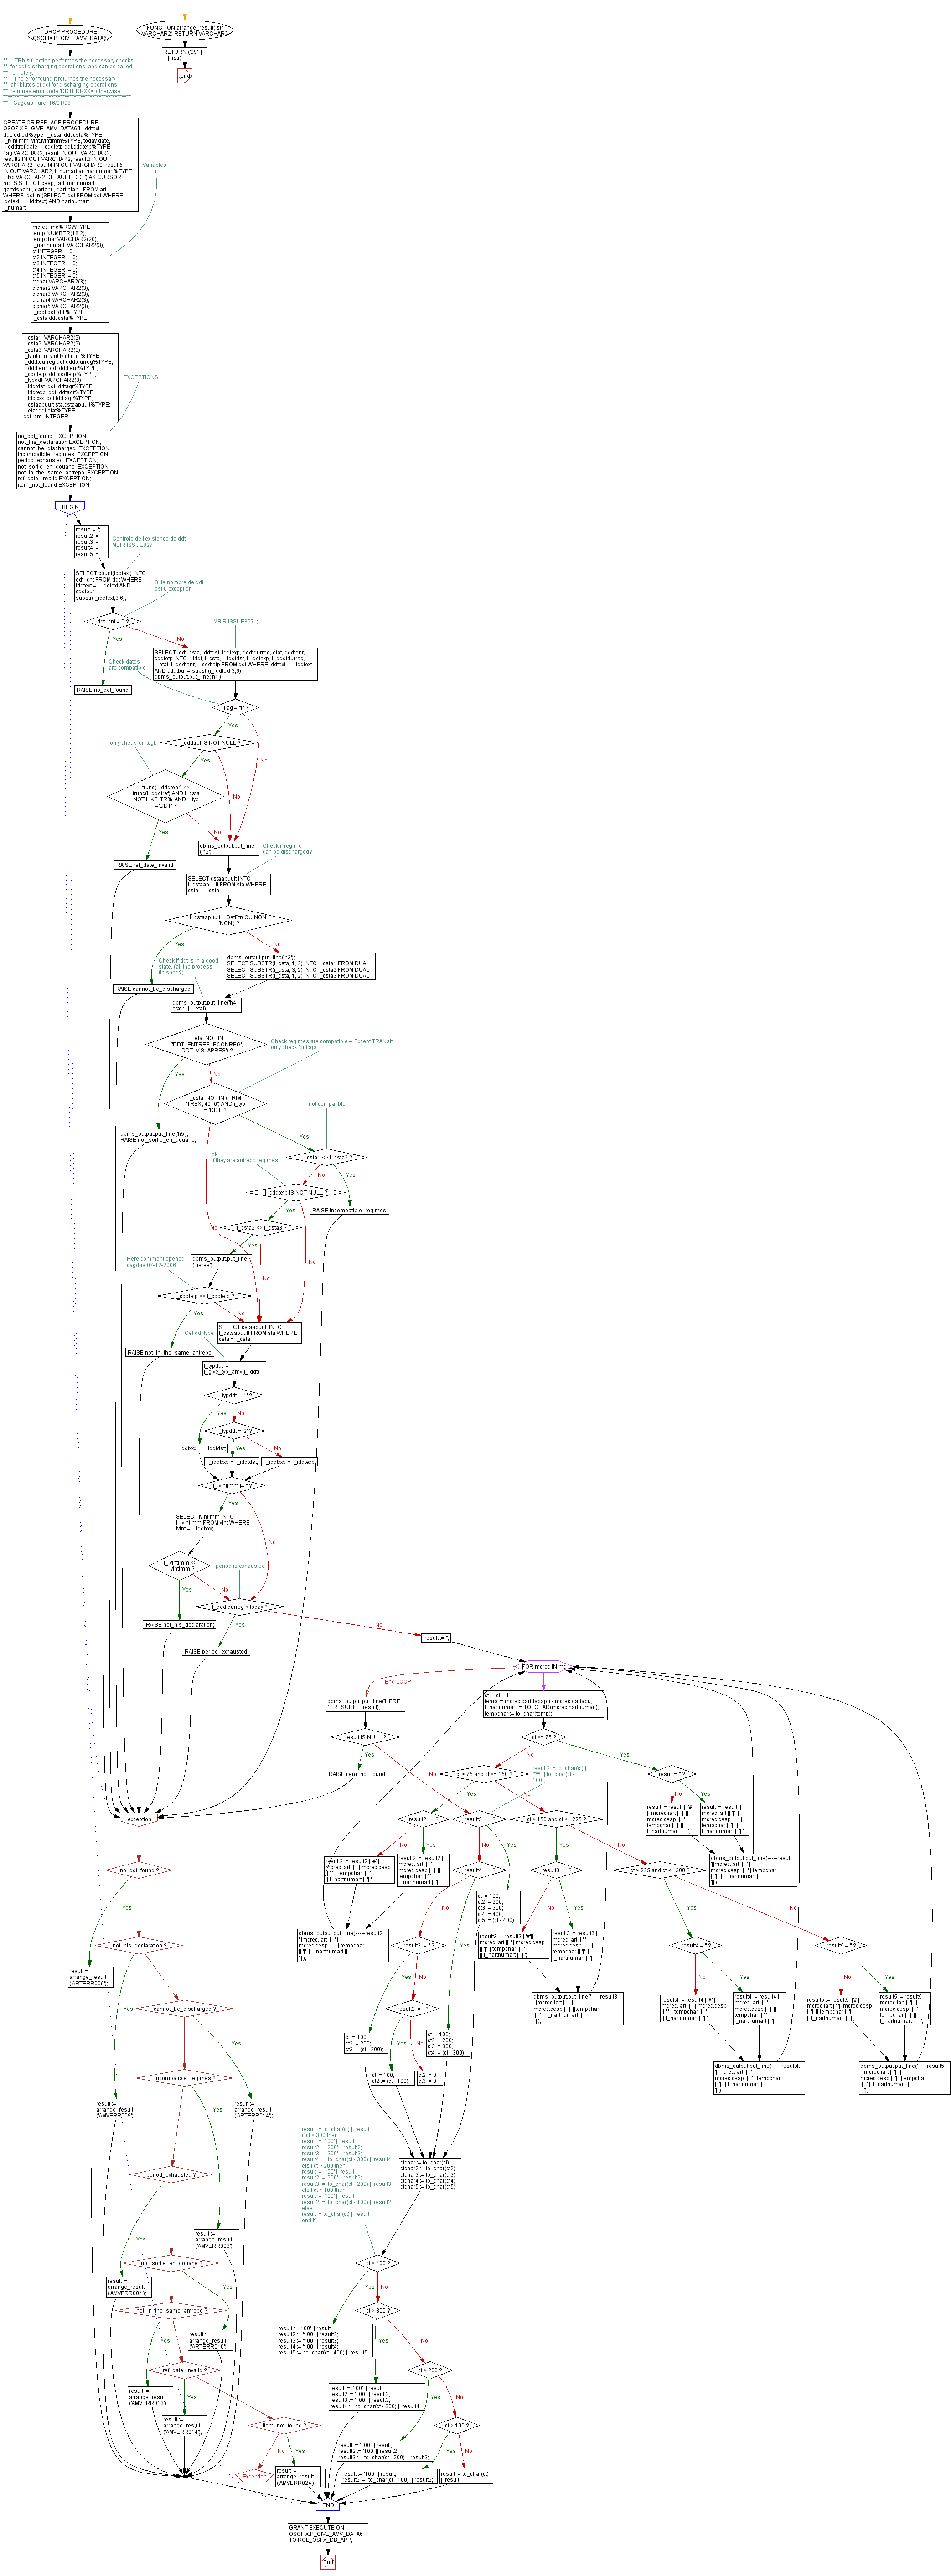 DROP PROCEDURE
OSOFIX.P_GIVE_AMV_DATA6;
FUNCTION arrange_result(istr
VARCHAR2) RETURN VARCHAR2
RETURN ('99' ||
'|' || istr);
(End)
** TRhis function performes the necessary checks
** for ddt discharging operations, and can be called
** remotely.
** If no error found it returnes the necessary
** attributes of ddt for discharging operations
** returnes error code 'DDTERRXXX' otherwise
** Cagdas Ture, 16/01/98
CREATE OR REPLACE PROCEDURE
OSOFIX.P_GIVE_AMV_DATA6(i_iddtext
ddt.iddtext%type, i_csta ddt.csta%TYPE,
i_lvintimm vint.lvintimm%TYPE, today date,
i_dddtref date, i_cddtetp ddt.cddtetp%TYPE,
flag VARCHAR2, result IN OUT VARCHAR2,
result2 IN OUT VARCHAR2, result3 IN OUT
VARCHAR2, result4 IN OUT VARCHAR2, result5
IN OUT VARCHAR2, i_numart art.nartnumart%TYPE,
i_typ VARCHAR2 DEFAULT 'DDT') AS CURSOR
mc IS SELECT cesp, iart, nartnumart,
qartdspapu, qartapu, qartiniapu FROM art
WHERE iddt in (SELECT iddt FROM ddt WHERE
iddtext = i_iddtext) AND nartnumart =
i_numart;
Variables
mcrec mc%ROWTYPE;
temp NUMBER(18,2);
tempchar VARCHAR2(20);
l_nartnumart VARCHAR2(3);
ct INTEGER := 0;
ct2 INTEGER := 0;
ct3 INTEGER := 0;
ct4 INTEGER := 0;
ct5 INTEGER := 0;
ctchar VARCHAR2(3);
ctchar2 VARCHAR2(3);
ctchar3 VARCHAR2(3);
ctchar4 VARCHAR2(3);
ctchar5 VARCHAR2(3);
l_iddt ddt.iddt%TYPE;
l_csta ddt.csta%TYPE;
l_csta1 VARCHAR2(2);
l_csta2 VARCHAR2(2);
l_csta3 VARCHAR2(2);
l_lvintimm vint.lvintimm%TYPE;
l_dddtdurreg ddt.dddtdurreg%TYPE;
l_dddtenr ddt.dddtenr%TYPE;
l_cddtetp ddt.cddtetp%TYPE;
l_typddt VARCHAR2(3);
l_iddtdst ddt.iddtagr%TYPE;
l_iddtexp ddt.iddtagr%TYPE;
l_iddtxxx ddt.iddtagr%TYPE;
l_cstaapuult sta.cstaapuult%TYPE;
l_etat ddt.etat%TYPE;
ddt_cnt INTEGER;
EXCEPTIONS
no_ddt_found EXCEPTION;
not_his_declaration EXCEPTION;
cannot_be_discharged EXCEPTION;
incompatible_regimes EXCEPTION;
period_exhausted EXCEPTION;
not_sortie_en_douane EXCEPTION;
not_in_the_same_antrepo EXCEPTION;
ref_date_invalid EXCEPTION;
item_not_found EXCEPTION;
BEGIN
result := '';
result2 := '';
result3 := '';
result4 := '';
result5 := '';
Controle de l'existence de ddt
MBIR ISSUE827 ;;
SELECT count(iddtext) INTO
ddt_cnt FROM ddt WHERE
iddtext = i_iddtext AND
cddtbur =
substr(i_iddtext,3,6);
Si le nombre de ddt
est 0 exception
ddt_cnt = 0 ?
Yes
No
MBIR ISSUE827 ;;
SELECT iddt, csta, iddtdst, iddtexp, dddtdurreg, etat, dddtenr,
cddtetp INTO l_iddt, l_csta, l_iddtdst, l_iddtexp, l_dddtdurreg,
l_etat, l_dddtenr, l_cddtetp FROM ddt WHERE iddtext = i_iddtext
AND cddtbur = substr(i_iddtext,3,6);
dbms_output.put_line('h1');
Check dates
are compatible
RAISE no_ddt_found;
flag = '1' ?
Yes
No
i_dddtref IS NOT NULL ?
Yes
No
only check for tcgb
trunc(l_dddtenr) <>
trunc(i_dddtref) AND i_csta
NOT LIKE 'TR%' AND i_typ
='DDT' ?
Yes
No
dbms_output.put_line
('h2');
Check if regime
can be discharged?
RAISE ref_date_invalid;
SELECT cstaapuult INTO
l_cstaapuult FROM sta WHERE
csta = l_csta;
l_cstaapuult = GetPtr('OUINON',
'NON') ?
Yes
No
Check if ddt is in a good
state, (all the process
finished?)
dbms_output.put_line('h3');
SELECT SUBSTR(i_csta, 1, 2) INTO l_csta1 FROM DUAL;
SELECT SUBSTR(i_csta, 3, 2) INTO l_csta2 FROM DUAL;
SELECT SUBSTR(l_csta, 1, 2) INTO l_csta3 FROM DUAL;
RAISE cannot_be_discharged;
dbms_output.put_line('h4
etat : '||l_etat);
l_etat NOT IN
('DDT_ENTREE_ECONREG',
'DDT_VIS_APRES') ?
Yes
No
Check regimes are compatible -- Except TRANsit
only check for tcgb
i_csta NOT IN ('TRIM',
'TREX','4010') AND i_typ
= 'DDT' ?
Yes
No
not compatible
dbms_output.put_line('h5');
RAISE not_sortie_en_douane;
ok
if they are antrepo regimes
l_csta1 <> l_csta2 ?
No
Yes
l_cddtetp IS NOT NULL ?
Yes
No
RAISE incompatible_regimes;
l_csta2 <> l_csta3 ?
Yes
No
Here comment opened
cagdas 07-12-2006
dbms_output.put_line
('heree');
i_cddtetp <> l_cddtetp ?
Yes
No
Get ddt type
SELECT cstaapuult INTO
l_cstaapuult FROM sta WHERE
csta = l_csta;
RAISE not_in_the_same_antrepo;
l_typddt :=
f_give_typ_amv(l_iddt);
l_typddt = '1' ?
Yes
No
l_typddt = '2' ?
Yes
No
l_iddtxxx := l_iddtdst;
l_iddtxxx := l_iddtdst;
l_iddtxxx := l_iddtexp;
i_lvintimm != '' ?
Yes
No
SELECT lvintimm INTO
l_lvintimm FROM vint WHERE
ivint = l_iddtxxx;
l_lvintimm <>
i_lvintimm ?
Yes
No
period is exhausted
l_dddtdurreg < today ?
Yes
No
RAISE not_his_declaration;
RAISE period_exhausted;
result := '';
FOR mcrec IN mc
End LOOP
dbms_output.put_line('HERE
1: RESULT : '||result);
ct := ct + 1;
temp := mcrec.qartdspapu - mcrec.qartapu;
l_nartnumart := TO_CHAR(mcrec.nartnumart);
tempchar := to_char(temp);
result IS NULL ?
Yes
No
RAISE item_not_found;
ct <= 75 ?
No
Yes
ct > 75 and ct <= 150 ?
Yes
No
result2 := to_char(ct) ||
'***' || to_char(ct -
100);
result = '' ?
No
Yes
result := result || '#'
|| mcrec.iart || '|' ||
mcrec.cesp || '|' ||
tempchar || '|' ||
l_nartnumart || '|';
result := result ||
mcrec.iart || '|' ||
mcrec.cesp || '|' ||
tempchar || '|' ||
l_nartnumart || '|';
exception
result2 = '' ?
No
Yes
result5 != '' ?
No
Yes
ct > 150 and ct <= 225 ?
Yes
No
result2 := result2 ||'#'||
mcrec.iart ||'|'|| mcrec.cesp
|| '|' || tempchar || '|'
|| l_nartnumart || '|';
result2 := result2 ||
mcrec.iart || '|' ||
mcrec.cesp || '|' ||
tempchar || '|' ||
l_nartnumart || '|';
dbms_output.put_line('-----result:
'||mcrec.iart || '|' ||
mcrec.cesp || '|' ||tempchar
|| '|' || l_nartnumart ||
'|');
no_ddt_found ?
Yes
result4 != '' ?
No
Yes
result3 = '' ?
No
Yes
ct > 225 and ct <= 300 ?
Yes
No
ct := 100;
ct2 := 200;
ct3 := 300;
ct4 := 400;
ct5 := (ct - 400);
dbms_output.put_line('-----result2:
'||mcrec.iart || '|' ||
mcrec.cesp || '|' ||tempchar
|| '|' || l_nartnumart ||
'|');
result3 := result3 ||'#'||
mcrec.iart ||'|'|| mcrec.cesp
|| '|' || tempchar || '|'
|| l_nartnumart || '|';
result3 := result3 ||
mcrec.iart || '|' ||
mcrec.cesp || '|' ||
tempchar || '|' ||
l_nartnumart || '|';
not_his_declaration ?
Yes
result3 != '' ?
Yes
No
result4 = '' ?
No
Yes
result5 = '' ?
No
Yes
result:=
arrange_result
('ARTERR005');
cannot_be_discharged ?
Yes
result2 != '' ?
Yes
No
dbms_output.put_line('-----result3:
'||mcrec.iart || '|' ||
mcrec.cesp || '|' ||tempchar
|| '|' || l_nartnumart ||
'|');
result4 := result4 ||'#'||
mcrec.iart ||'|'|| mcrec.cesp
|| '|' || tempchar || '|'
|| l_nartnumart || '|';
result4 := result4 ||
mcrec.iart || '|' ||
mcrec.cesp || '|' ||
tempchar || '|' ||
l_nartnumart || '|';
result5 := result5 ||'#'||
mcrec.iart ||'|'|| mcrec.cesp
|| '|' || tempchar || '|'
|| l_nartnumart || '|';
result5 := result5 ||
mcrec.iart || '|' ||
mcrec.cesp || '|' ||
tempchar || '|' ||
l_nartnumart || '|';
ct := 100;
ct2 := 200;
ct3 := (ct - 200);
ct := 100;
ct2 := 200;
ct3 := 300;
ct4 := (ct - 300);
ct := 100;
ct2 := (ct - 100);
ct2 := 0;
ct3 := 0;
dbms_output.put_line('-----result4:
'||mcrec.iart || '|' ||
mcrec.cesp || '|' ||tempchar
|| '|' || l_nartnumart ||
'|');
dbms_output.put_line('-----result5:
'||mcrec.iart || '|' ||
mcrec.cesp || '|' ||tempchar
|| '|' || l_nartnumart ||
'|');
incompatible_regimes ?
Yes
result :=
arrange_result
('AMVERR009');
result :=
arrange_result
('ARTERR014');
result := to_char(ct) || result;
if ct > 300 then
result := '100' || result;
result2 := '200' || result2;
result3 := '300' || result3;
result4 := to_char(ct - 300) || result4;
elsif ct > 200 then
result := '100' || result;
result2 := '200' || result2;
result3 := to_char(ct - 200) || result3;
elsif ct > 100 then
result := '100' || result;
result2 := to_char(ct - 100) || result2;
else
result := to_char(ct) || result;
end if;
ctchar := to_char(ct);
ctchar2 := to_char(ct2);
ctchar3 := to_char(ct3);
ctchar4 := to_char(ct4);
ctchar5 := to_char(ct5);
period_exhausted ?
Yes
result :=
arrange_result
('AMVERR003');
not_sortie_en_douane ?
Yes
ct > 400 ?
Yes
No
result :=
arrange_result
('AMVERR004');
not_in_the_same_antrepo ?
Yes
ct > 300 ?
Yes
No
result :=
arrange_result
('ARTERR010');
result := '100' || result;
result2 := '100' || result2;
result3 := '100' || result3;
result4 := '100' || result4;
result5 := to_char(ct - 400) || result5;
ref_date_invalid ?
Yes
ct > 200 ?
Yes
No
result :=
arrange_result
('AMVERR013');
result := '100' || result;
result2 := '100' || result2;
result3 := '100' || result3;
result4 := to_char(ct - 300) || result4;
result :=
arrange_result
('AMVERR014');
item_not_found ?
No
Yes
ct > 100 ?
Yes
No
result := '100' || result;
result2 := '100' || result2;
result3 := to_char(ct - 200) || result3;
Exception
result :=
arrange_result
('AMVERR024');
result := '100' || result;
result2 := to_char(ct - 100) || result2;
result := to_char(ct)
|| result;
END
GRANT EXECUTE ON
OSOFIX.P_GIVE_AMV_DATA6
TO ROL_OSFX_DB_APP;
(End)